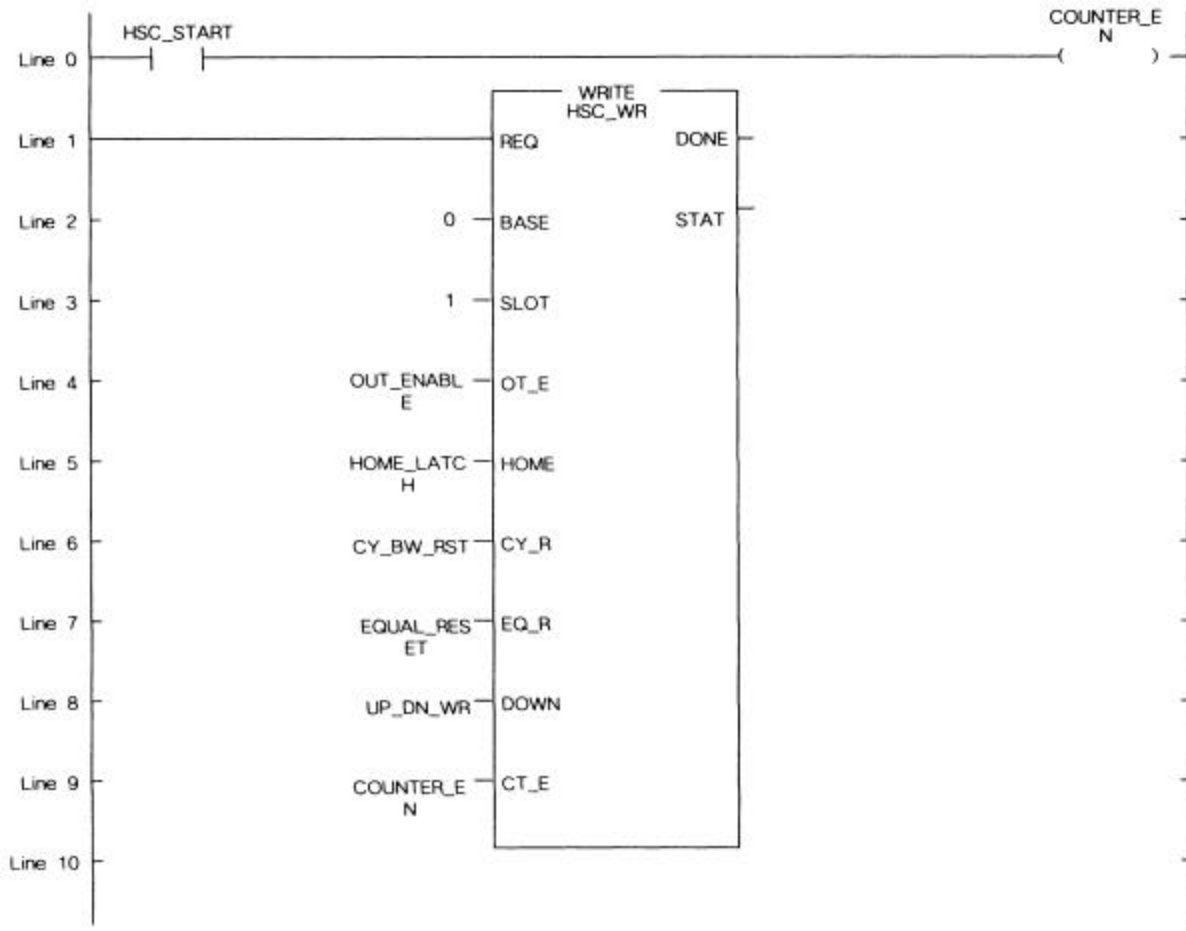 HSC_START
COUNTER_E
N
Line 0
WRITE
HSC_WR
Line 1
REQ
DONE
Line 2
0
BASE
STAT
Line 3
1
SLOT
Line 4
OUT_ENABL
E
OT_E
Line 5
HOME_LATC
H
HOME
Line 6
CY_BW_RST
CY_R
Line 7
EQUAL_RES
ET
EQ_R
Line 8
UP_DN_WR
DOWN
Line 9
COUNTER_E
N
CT_E
Line 10